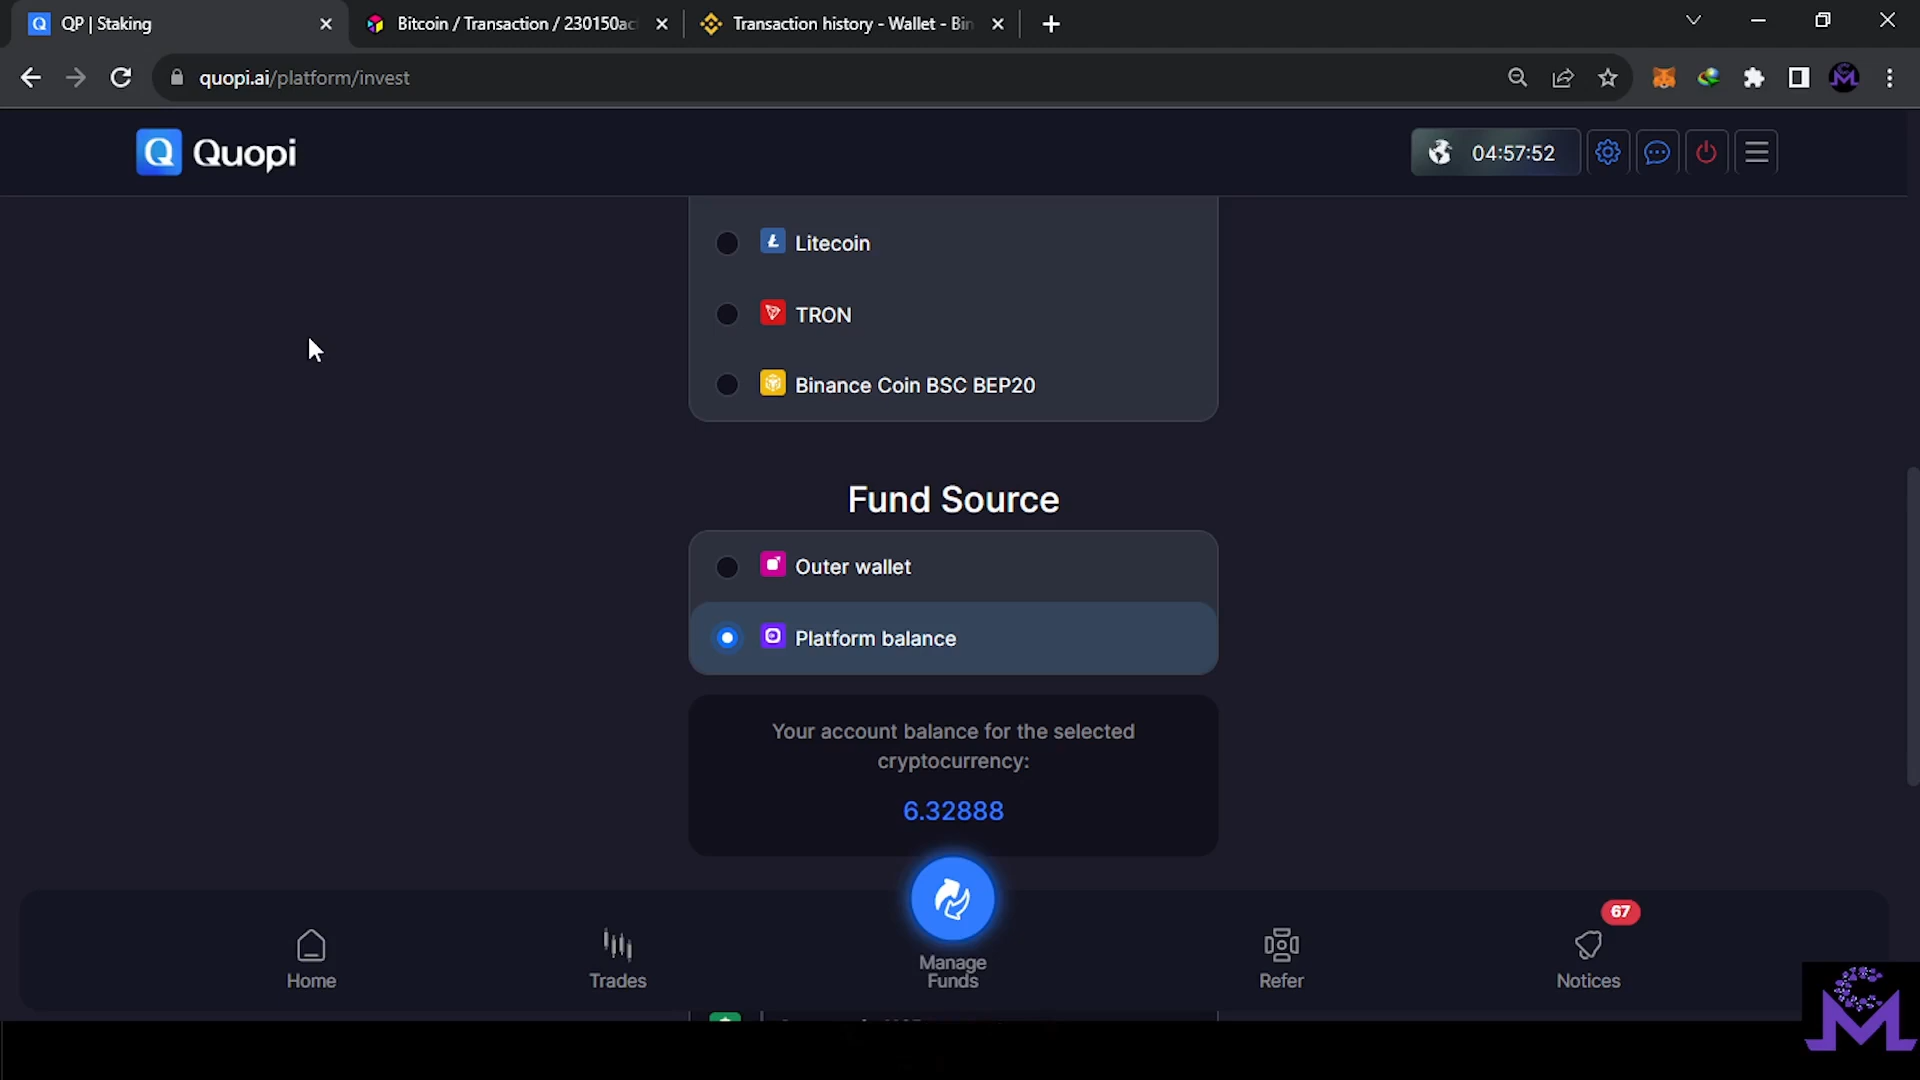 QP | Staking
Bitcoin / Transaction / 230150ac
Transaction history - Wallet - Bin
quopi.ai/platform/invest
Quopi
04:57:52
Litecoin
TRON
Binance Coin BSC BEP20
Fund Source
Outer wallet
Platform balance
Your account balance for the selected
cryptocurrency:
6.32888
67
Home
Trades
Manage
Funds
Refer
Notices